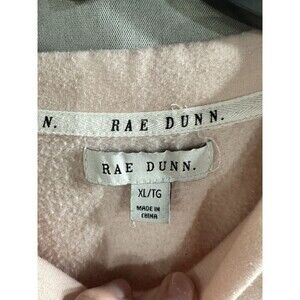 N. RAE DUNN.
RAE DUNN.
XL/TG
MADE IN
CHINA